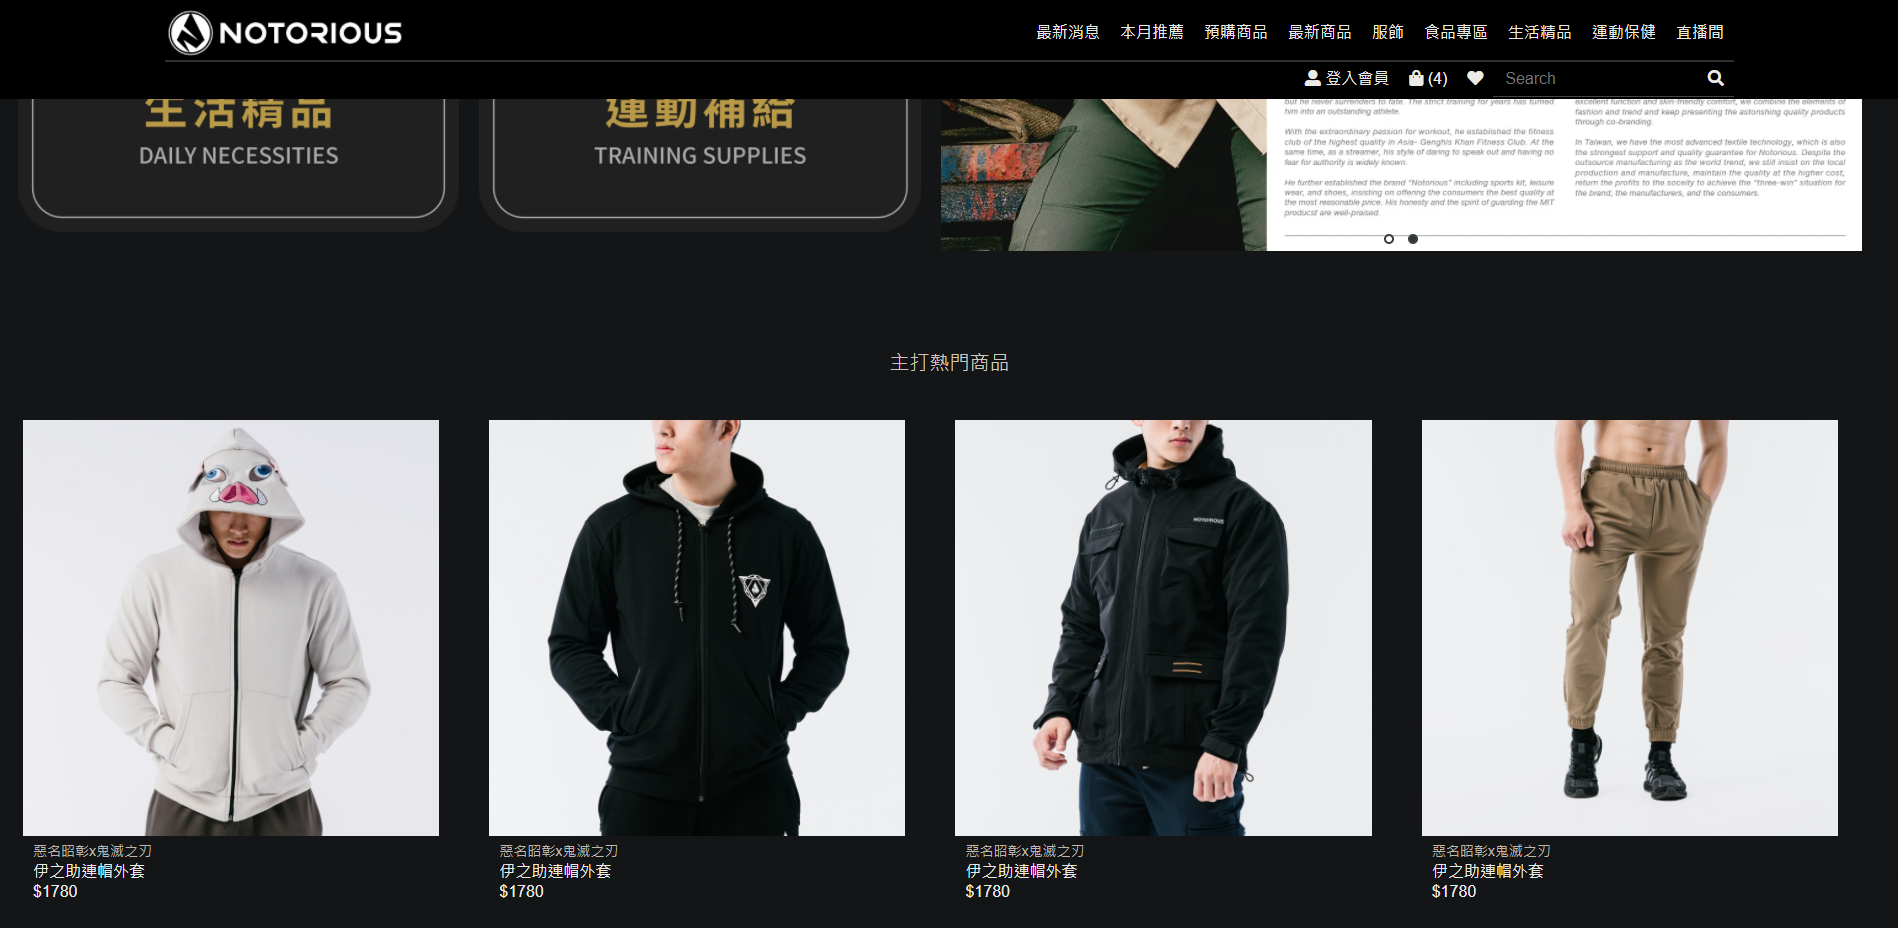 NOTORIOUS
最新消息 本月推薦 預購商品 最新商品 服飾 食品專區 生活精品 運動保健 直播間
登入會員 (4) Search
生活精品
DAILY NECESSITIES
運動補給
TRAINING SUPPLIES
but he never surrenders to fate. The strict training for years has turned
him into an outstanding athlete.
With the extraordinary passion for workout, he established the fitness
club of the highest quality in Asia- Genghis Khan Fitness Club. At the
same time, as a streamer, his style of daring to speak out and having no
fear for authority is widely known.
He further established the brand "Notorious" including sports kit, leisure
wear, and shoes, insisting on offering the consumers the best quality at
the most reasonable price. His honesty and the spirit of guarding the MIT
producst are well-praised.
excellent function and skin-friendly comfort, we combine the elements of
fashion and trend and keep presenting the astonshing quality products
through co-branding.
In Taiwan, we have the most advanced textile technology, which is also
the strongest support and quality guarantee for Notorious. Despite the
outsource manufacturing as the world trend, we still insist on the local
production and manufacture, maintain the quality at the higher cost,
return the profits to the soceity to achieve the "three-win" situation for
the brand, the manufacturers, and the consumers.
主打熱門商品
NOTORIOUS
惡名昭彰x鬼滅之刃
伊之助連帽外套
$1780
惡名昭彰x鬼滅之刃
伊之助連帽外套
$1780
惡名昭彰x鬼滅之刃
伊之助連帽外套
$1780
惡名昭彰x鬼滅之刃
伊之助連帽外套
$1780